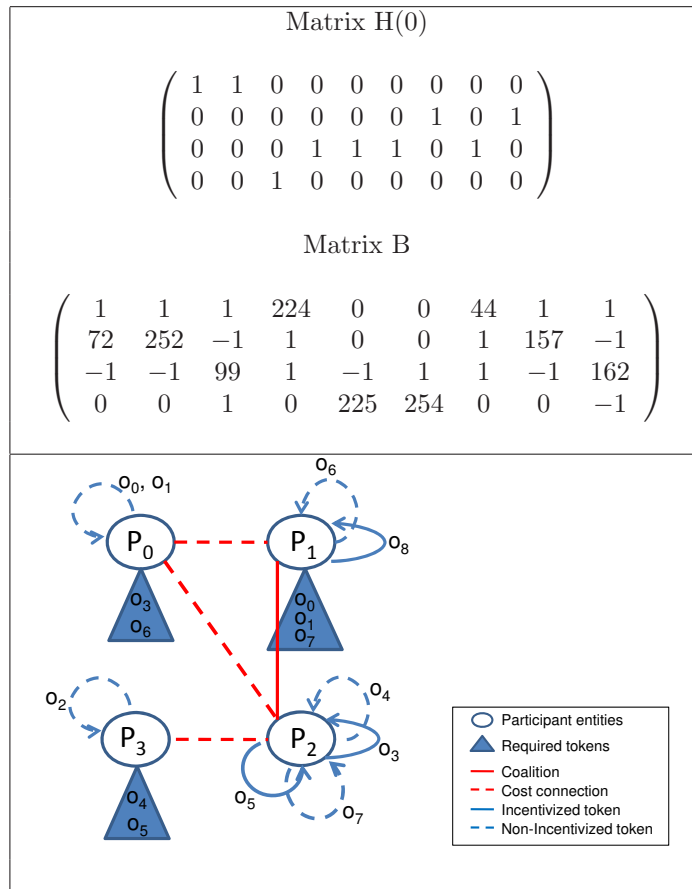 Matrix H(0)
1 1 0 0 0 0 0 0 0
0 0 0 0 0 0 1 0 1
0 0 0 1 1 1 0 1 0
0 0 1 0 0 0 0 0 0
Matrix B
1 1 1 224 0 0 44 1 1
72 252 −1 1 0 0 1 157 −1
−1 −1 99 1 −1 1 1 −1 162
0 0 1 0 225 254 0 0 −1
o₀, o₁
o₆
P₀
P₁
o₈
o₃
o₆
o₀
o₁
o₇
o₂
o₄
P₃
P₂
o₃
o₅
o₇
o₄
o₅
Participant entities
Required tokens
Coalition
Cost connection
Incentivized token
Non-Incentivized token